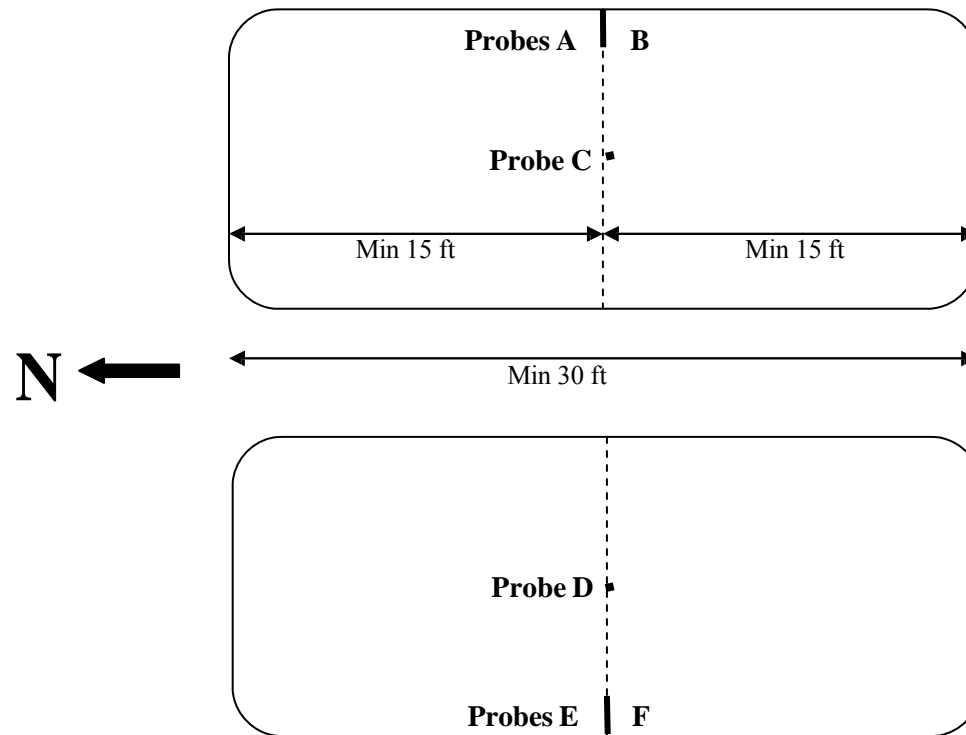 Probes A B
Probe C
Min 15 ft Min 15 ft
N
Min 30 ft
Probe D
Probes E F